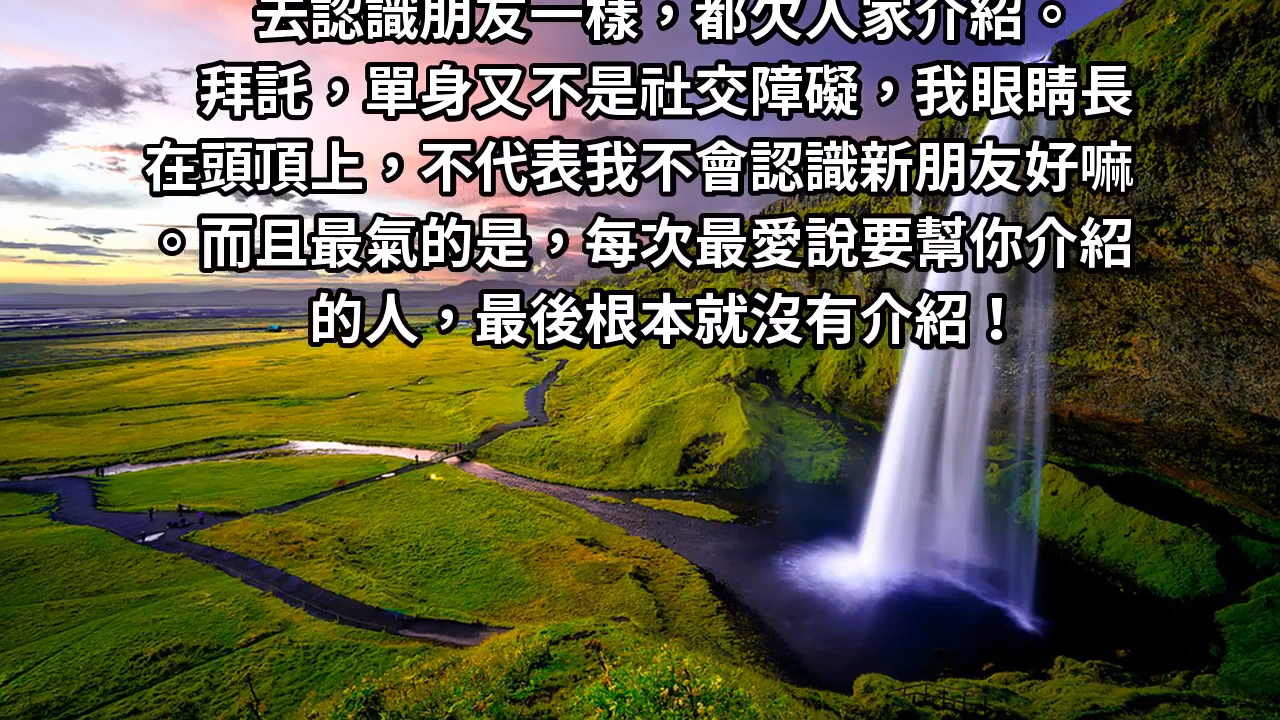 去認識朋友一樣，都欠人家介紹。
拜託，單身又不是社交障礙，我眼睛長
在頭頂上，不代表我不會認識新朋友好嘛
。而且最氣的是，每次最愛說要幫你介紹
的人，最後根本就沒有介紹！